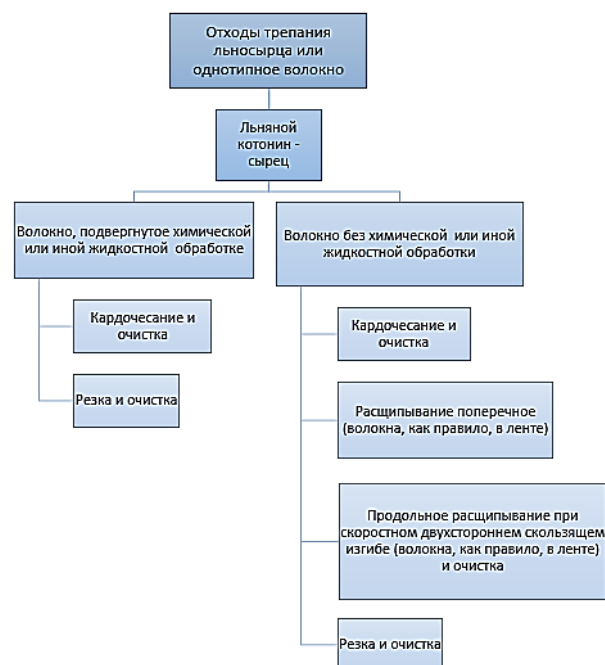 Отходы трепания
льносырца или
однотипное волокно
Льняной
котонин -
сырец
Волокно, подвергнутое химической
или иной жидкостной обработке
Кардочесание и
очистка
Резка и очистка
Волокно без химической или иной
жидкостной обработки
Кардочесание и
очистка
Расщипывание поперечное
(волокна, как правило, в ленте)
Продольное расщипывание при
скоростном двухстороннем скользящем
изгибе (волокна, как правило, в ленте)
и очистка
Резка и очистка